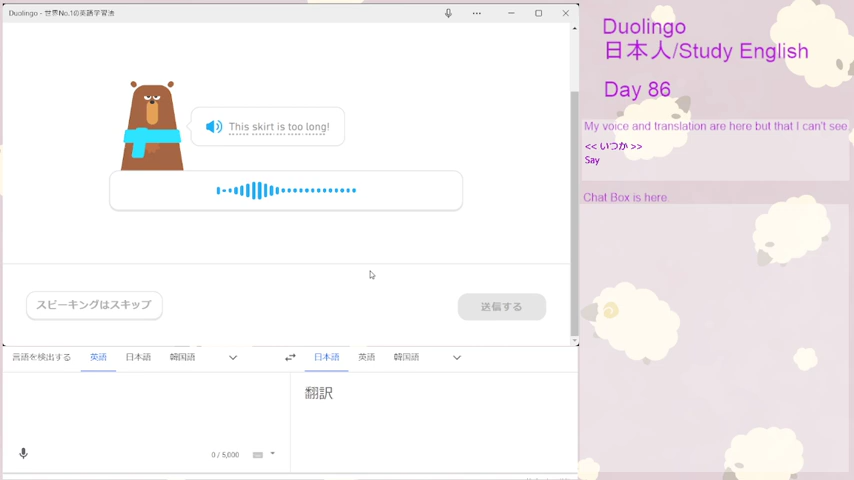 Duolingo - 世界No.1の英語学習法
This skirt is too long!
スピーキングはスキップ
送信する
言語を検出する 英語 日本語 韓国語
日本語 英語 韓国語
翻訳
0 / 5,000
Duolingo
日本人/Study English
Day 86
My voice and translation are here but that I can't see
<< いつか >>
Say
Chat Box is here.